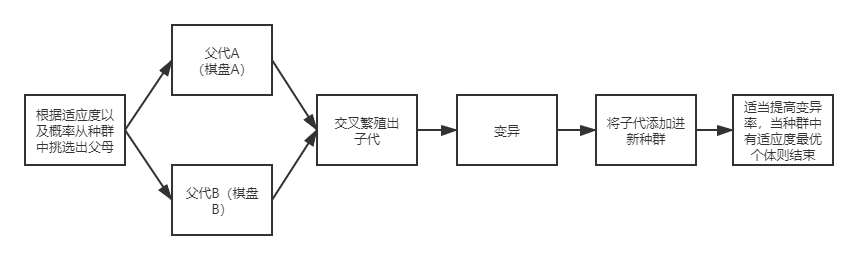 根据适应度以
及概率从种群
中挑选出父母
父代A
（棋盘A）
父代B（棋盘
B）
交叉繁殖出
子代
变异
将子代添加进
新种群
适当提高变异
率，当种群中
有适应度最优
个体则结束